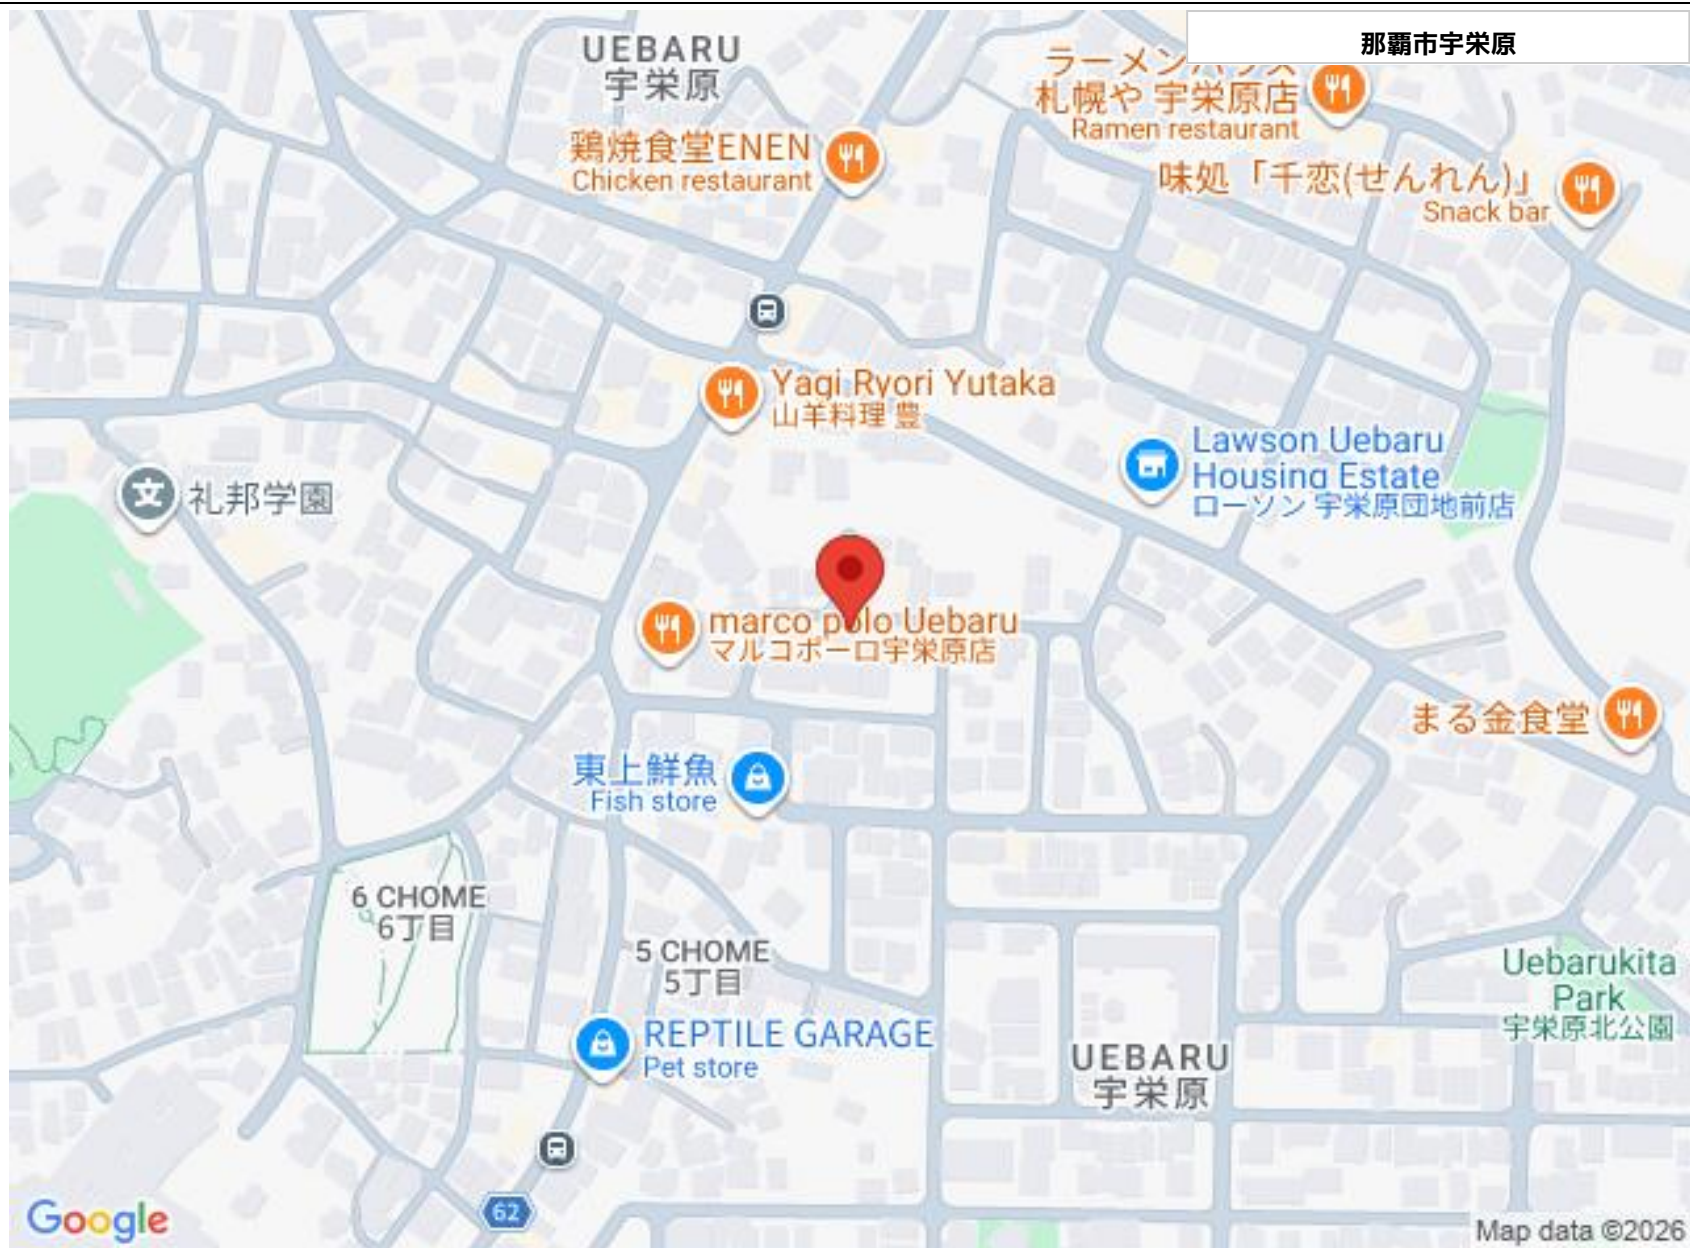 那覇市宇栄原
UEBARU
宇栄原
札幌や 宇栄原店
Ramen restaurant
鶏焼食堂ENEN
Chicken restaurant
味処「千恋(せんれん)」
Snack bar
Yagi Ryori Yutaka
山羊料理 豊
Lawson Uebaru
Housing Estate
ローソン 宇栄原団地前店
礼邦学園
marco polo Uebaru
マルコポーロ宇栄原店
まる金食堂
東上鮮魚
Fish store
6 CHOME
6丁目
5 CHOME
5丁目
Uebarukita
Park
宇栄原北公園
REPTILE GARAGE
Pet store
UEBARU
宇栄原
62
Google
Map data ©2026